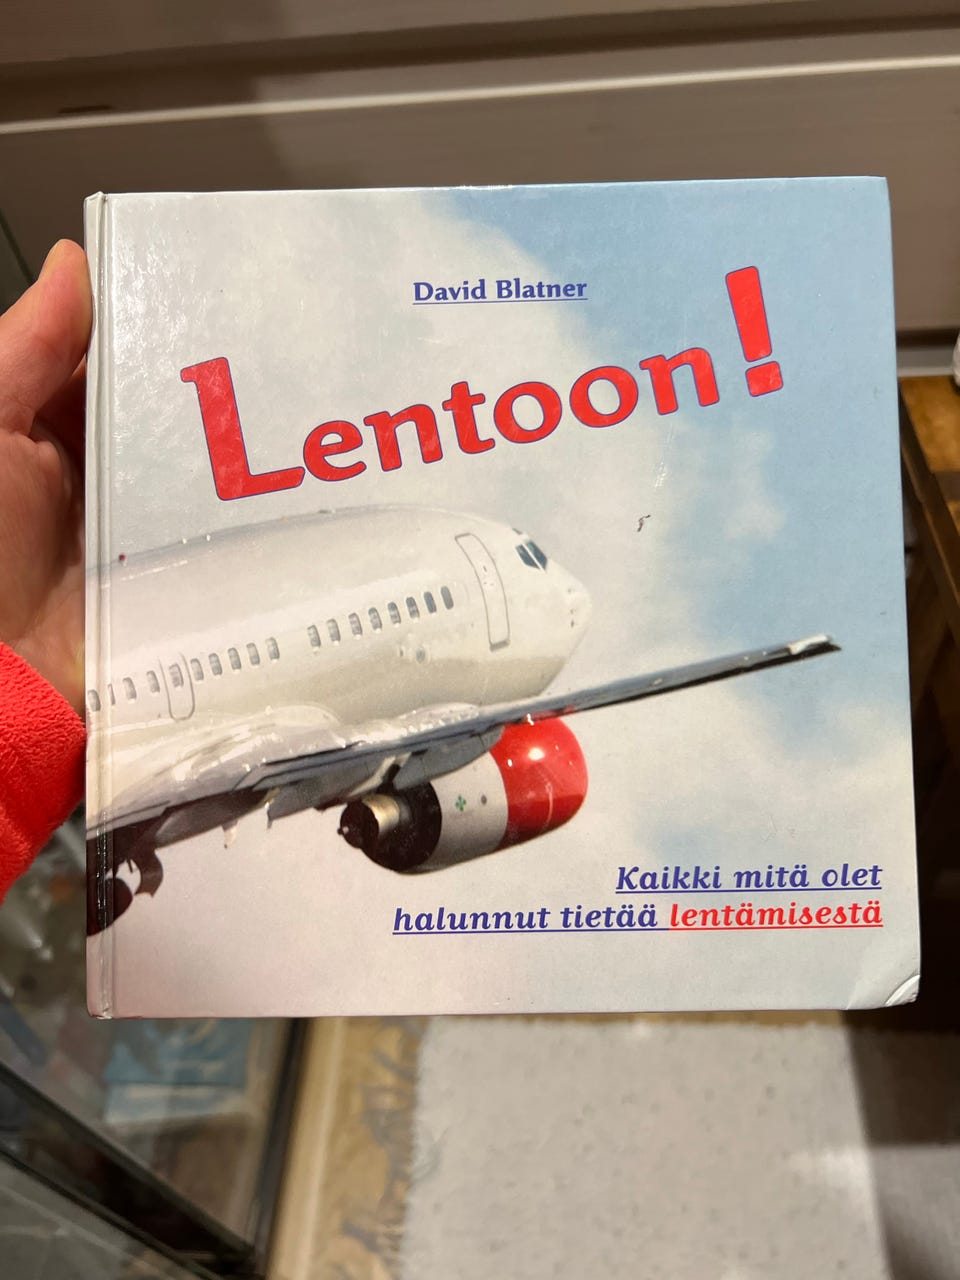 David Blatner
Lentoon!
Kaikki mitä olet
halunnut tietää lentämisestä